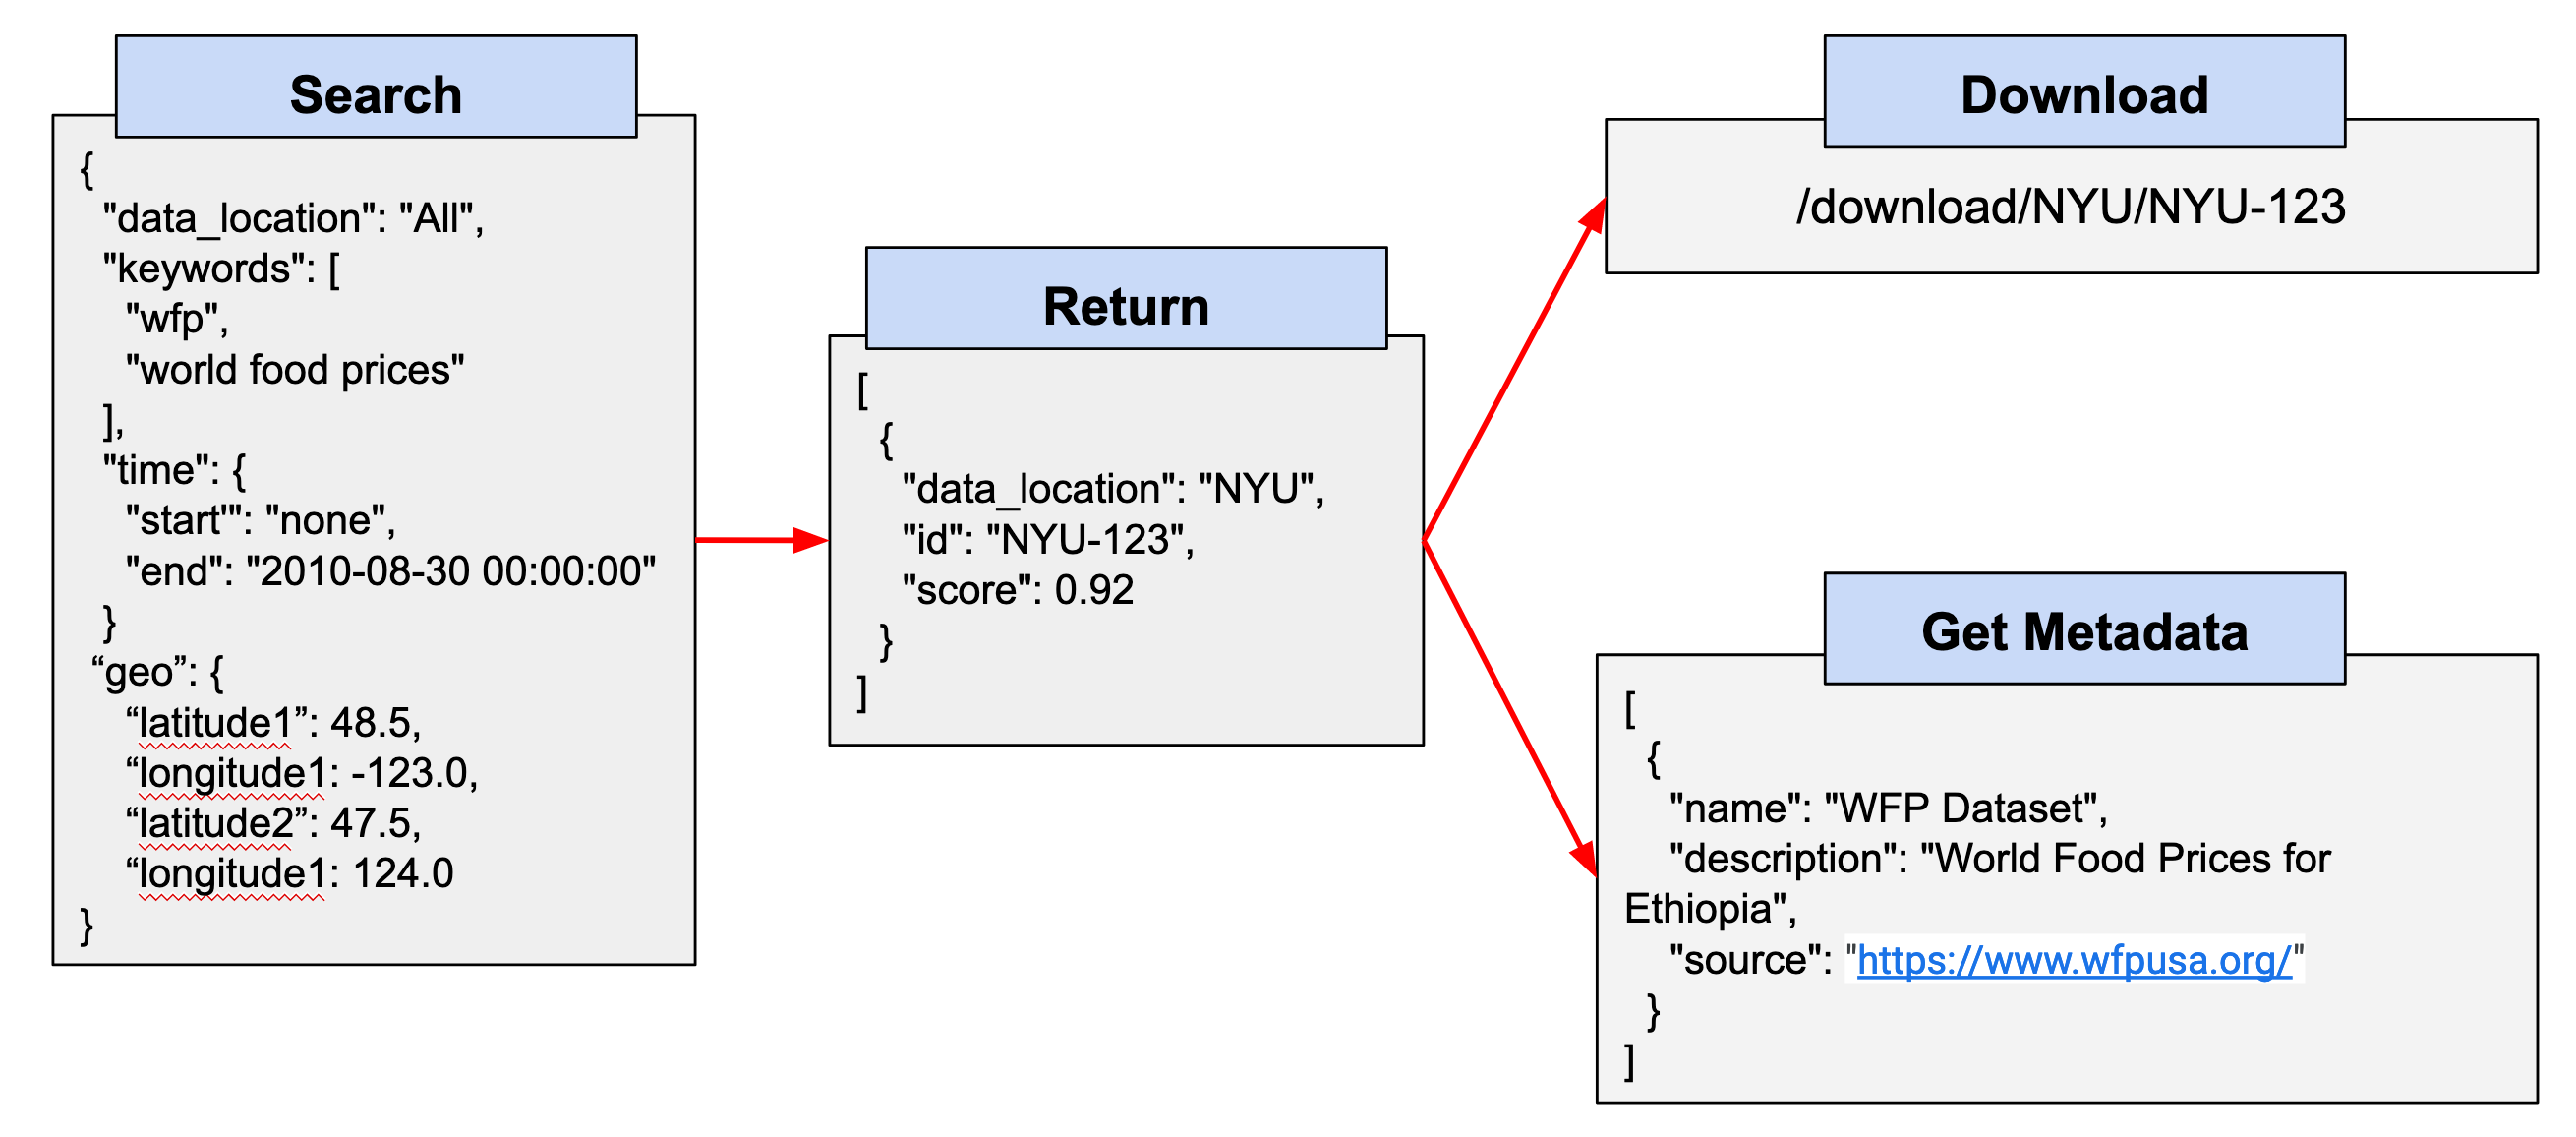 Search
{
"data_location": "All",
"keywords": [
"wfp",
"world food prices"
],
"time": {
"start'": "none",
"end": "2010-08-30 00:00:00"
}
“geo”: {
“latitude1”: 48.5,
“longitude1: -123.0,
“latitude2”: 47.5,
“longitude1: 124.0
}
Return
[
{
"data_location": "NYU",
"id": "NYU-123",
"score": 0.92
}
]
Download
/download/NYU/NYU-123
Get Metadata
[
{
"name": "WFP Dataset",
"description": "World Food Prices for
Ethiopia",
"source": "https://www.wfpusa.org/"
}
]